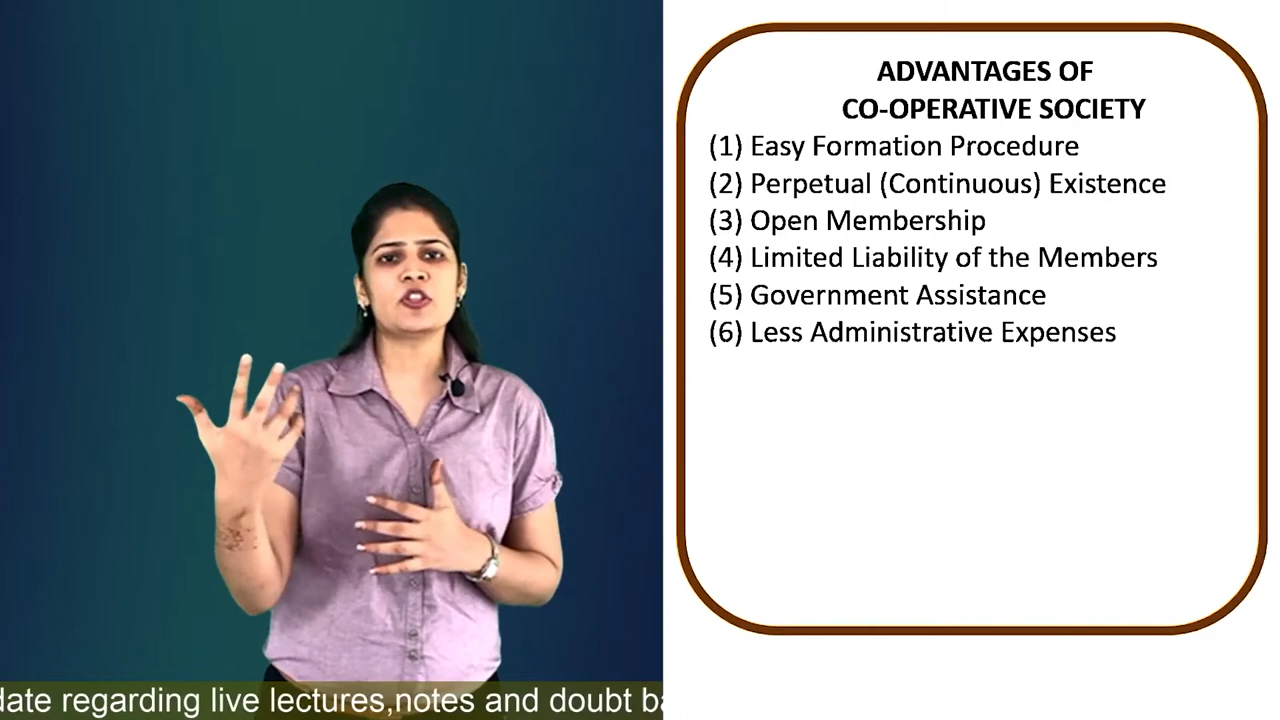 ADVANTAGES OF
CO-OPERATIVE SOCIETY
(1) Easy Formation Procedure
(2) Perpetual (Continuous) Existence
(3) Open Membership
(4) Limited Liability of the Members
(5) Government Assistance
(6) Less Administrative Expenses
regarding live lectures,notes and doubt